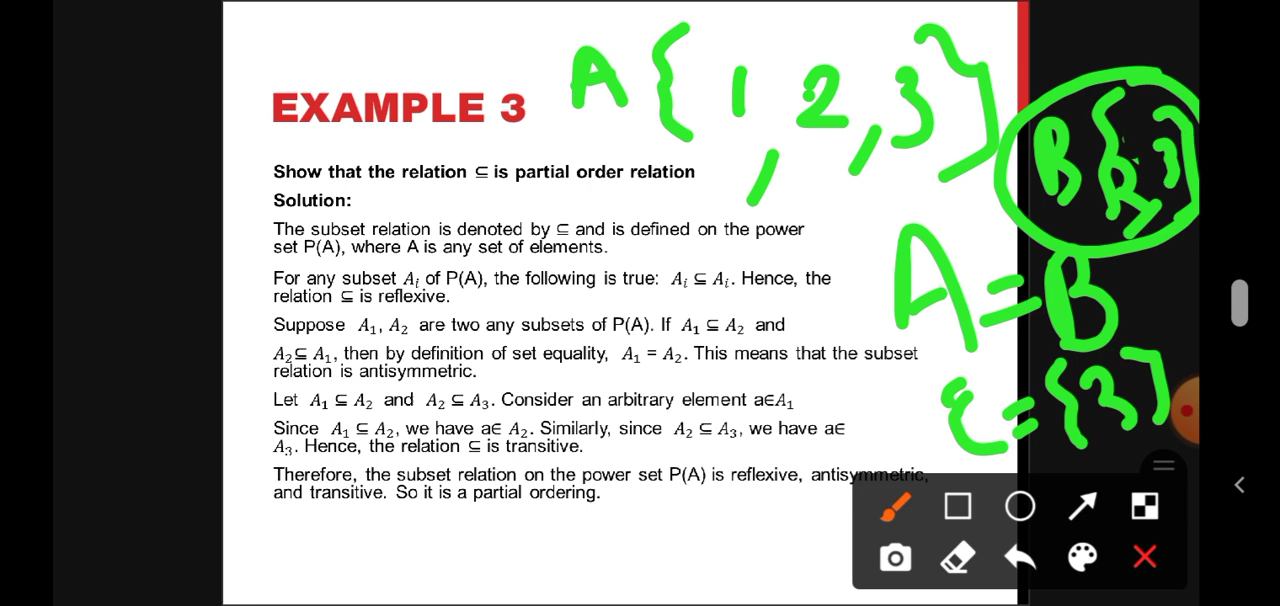 EXAMPLE 3
A{1,2,3}
B{
Show that the relation ⊆ is partial order relation
Solution:
The subset relation is denoted by ⊆ and is defined on the power
set P(A), where A is any set of elements.
For any subset Aᵢ of P(A), the following is true: Aᵢ ⊆ Aᵢ. Hence, the
relation ⊆ is reflexive.
Suppose A₁, A₂ are two any subsets of P(A). If A₁ ⊆ A₂ and
A₂⊆ A₁, then by definition of set equality, A₁ = A₂. This means that the subset
relation is antisymmetric.
A=B
Let A₁ ⊆ A₂ and A₂ ⊆ A₃. Consider an arbitrary element a∈A₁
Since A₁ ⊆ A₂, we have a∈ A₂. Similarly, since A₂ ⊆ A₃, we have a∈
A₃. Hence, the relation ⊆ is transitive.
Therefore, the subset relation on the power set P(A) is reflexive, antisymmetric,
and transitive. So it is a partial ordering.